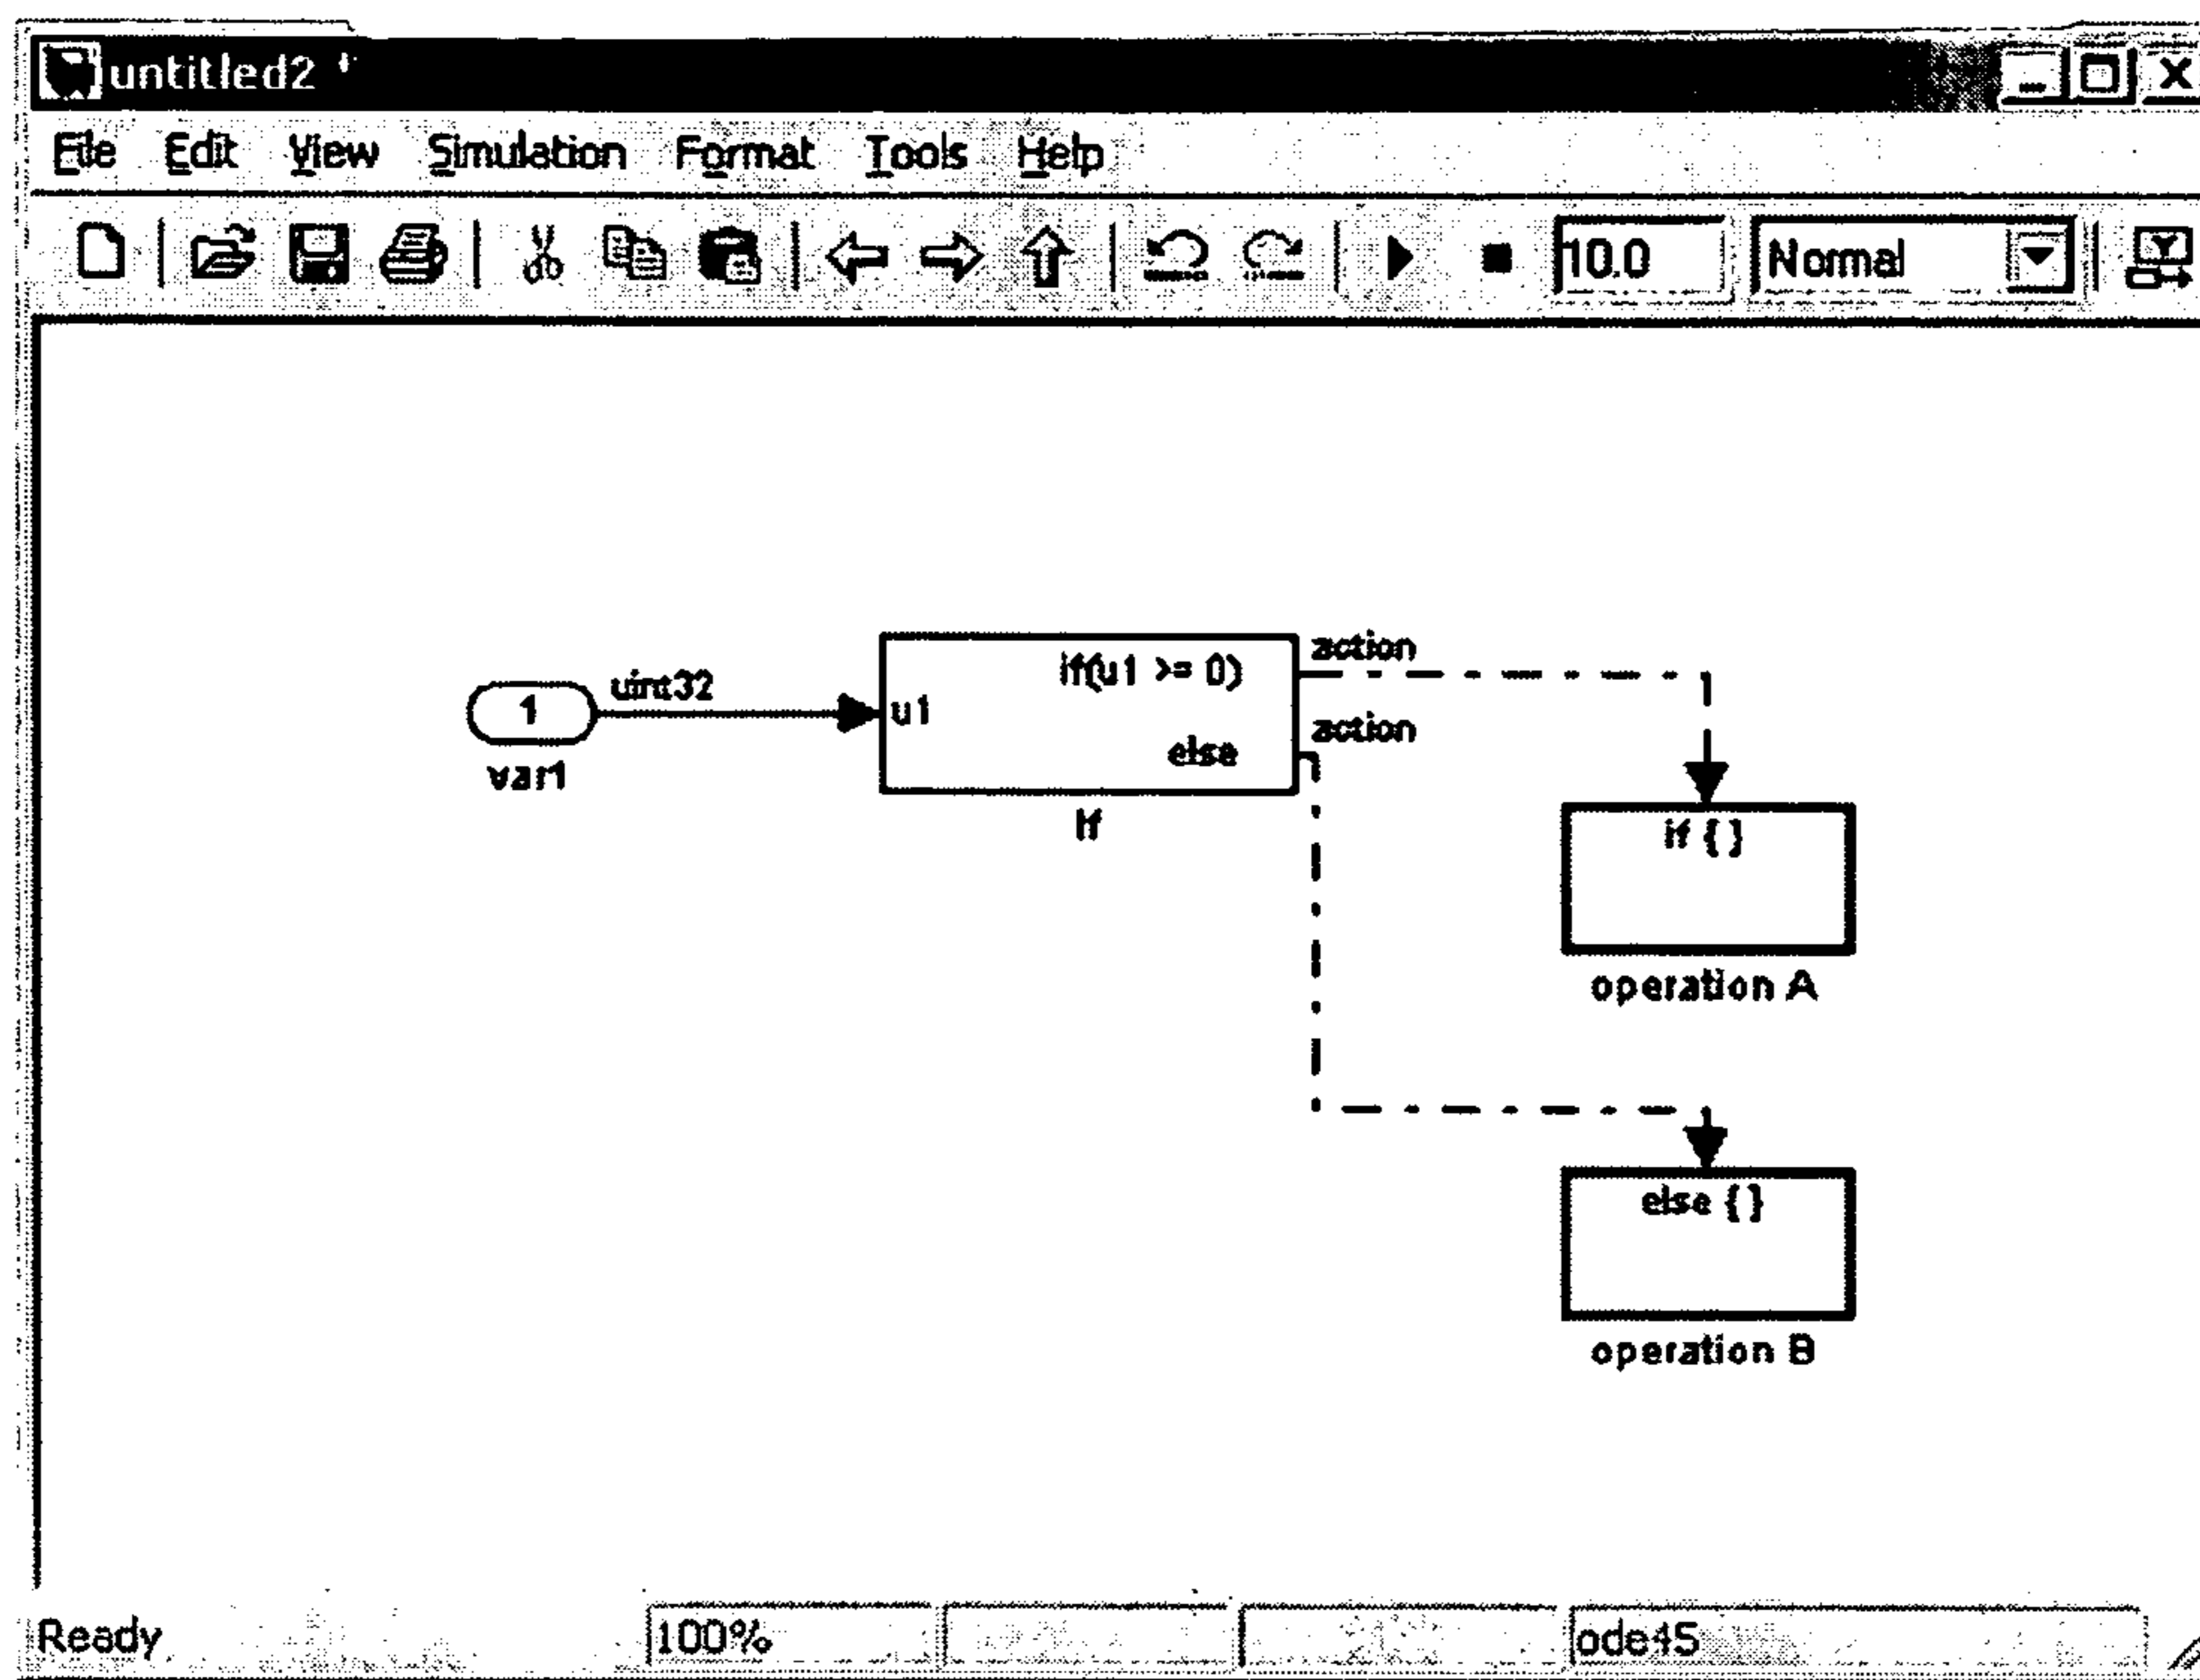 untitled2 *
File Edit View Simulation Format Tools Help
10.0 Normal
action
if(u1 >= 0)
uint32
1
u1
action
else
var1
If
if { }
operation A
else { }
operation B
Ready 100% ode45